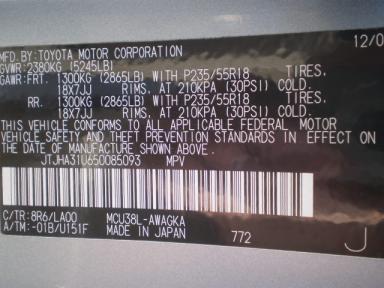 MFD. BY: TOYOTA MOTOR CORPORATION 12/0
GVWR: 2380KG (5245LB)
GAWR: FRT. 1300KG (2865LB) WITH P235/55R18 TIRES.
18X7JJ RIMS, AT 210KPA (30PSI) COLD.
RR. 1300KG (2865LB) WITH P235/55R18 TIRES.
18X7JJ RIMS, AT 210KPA (30PSI) COLD.
THIS VEHICLE CONFORMS TO ALL APPLICABLE FEDERAL MOTOR
VEHICLE SAFETY AND THEFT PREVENTION STANDARDS IN EFFECT ON
THE DATE OF MANUFACTURE SHOWN ABOVE.
JTJHA31U650085093 MPV
C/TR: 8R6/LA00 MCU38L-AWAGKA
A/TM: -01B/U151F MADE IN JAPAN 772 J